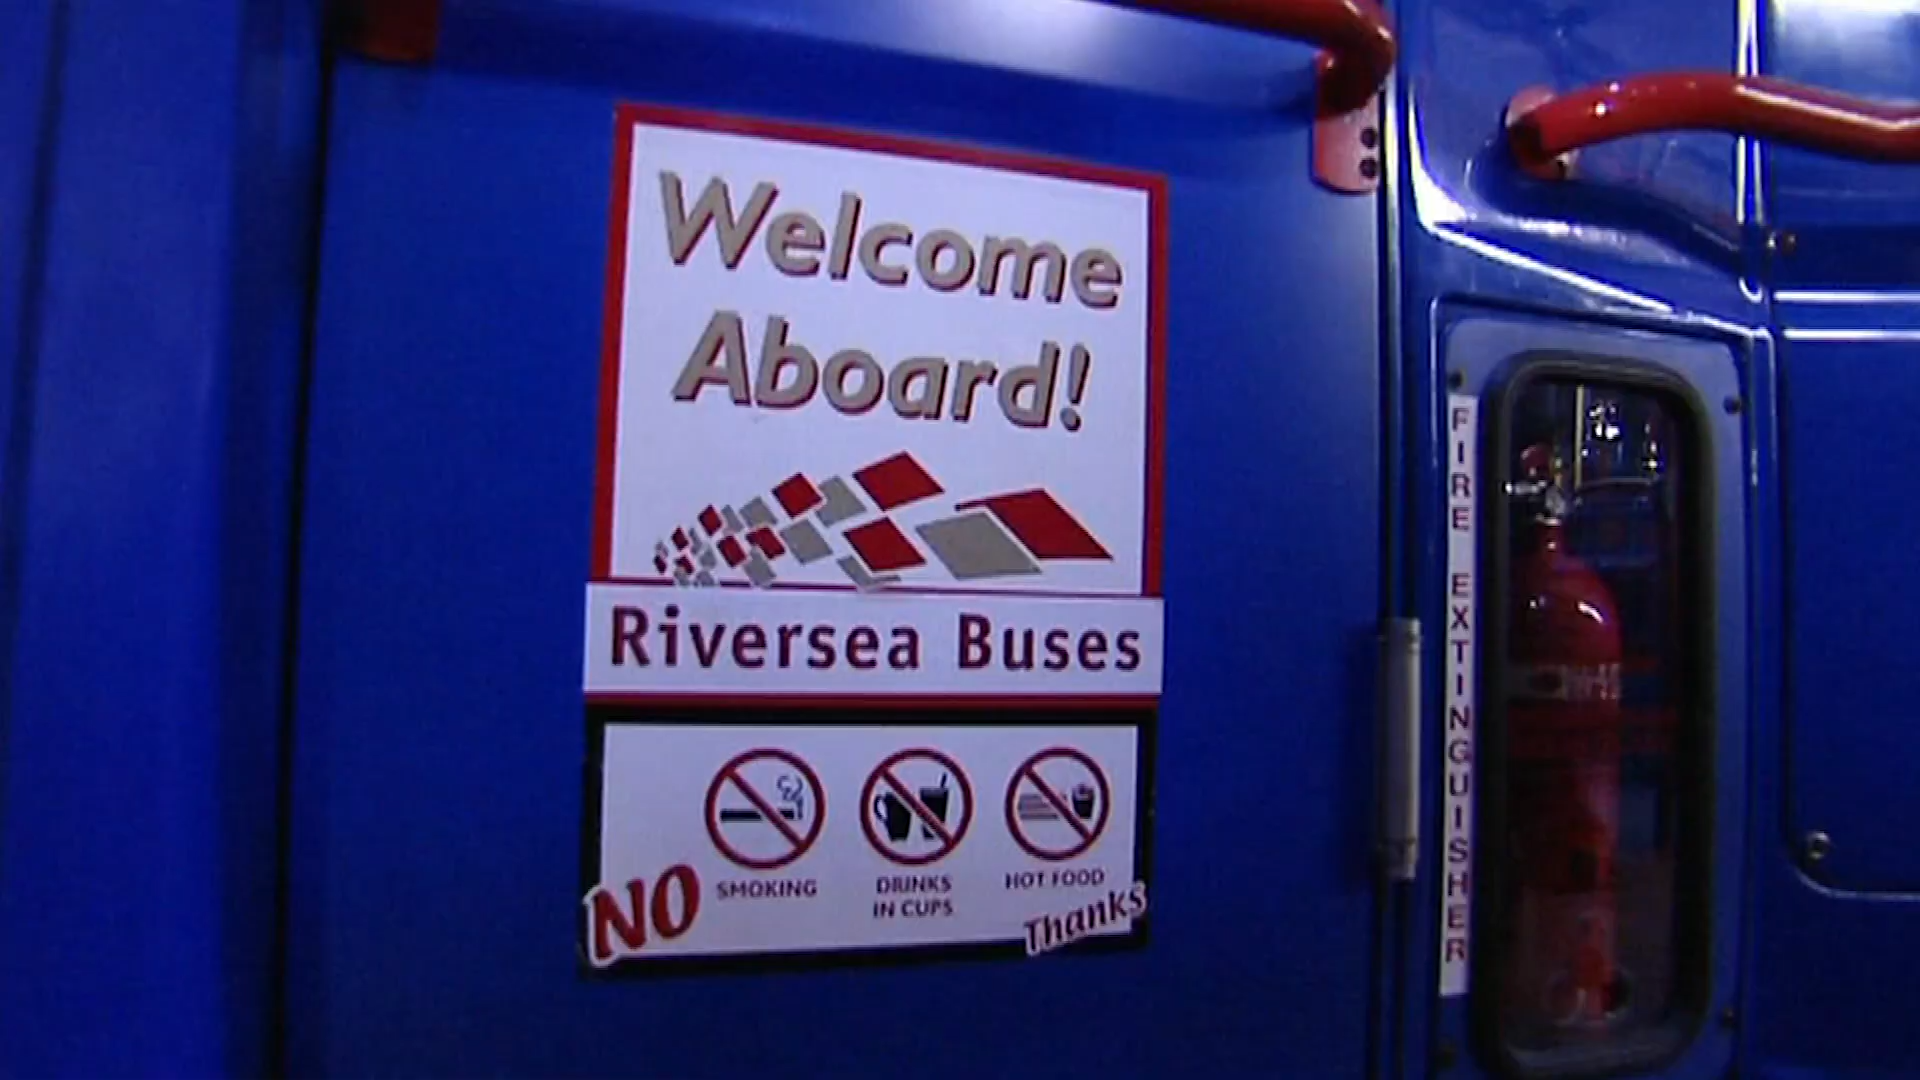 Welcome
Aboard!
Riversea Buses
NO
SMOKING
DRINKS
IN CUPS
HOT FOOD
Thanks
FIRE EXTINGUISHER